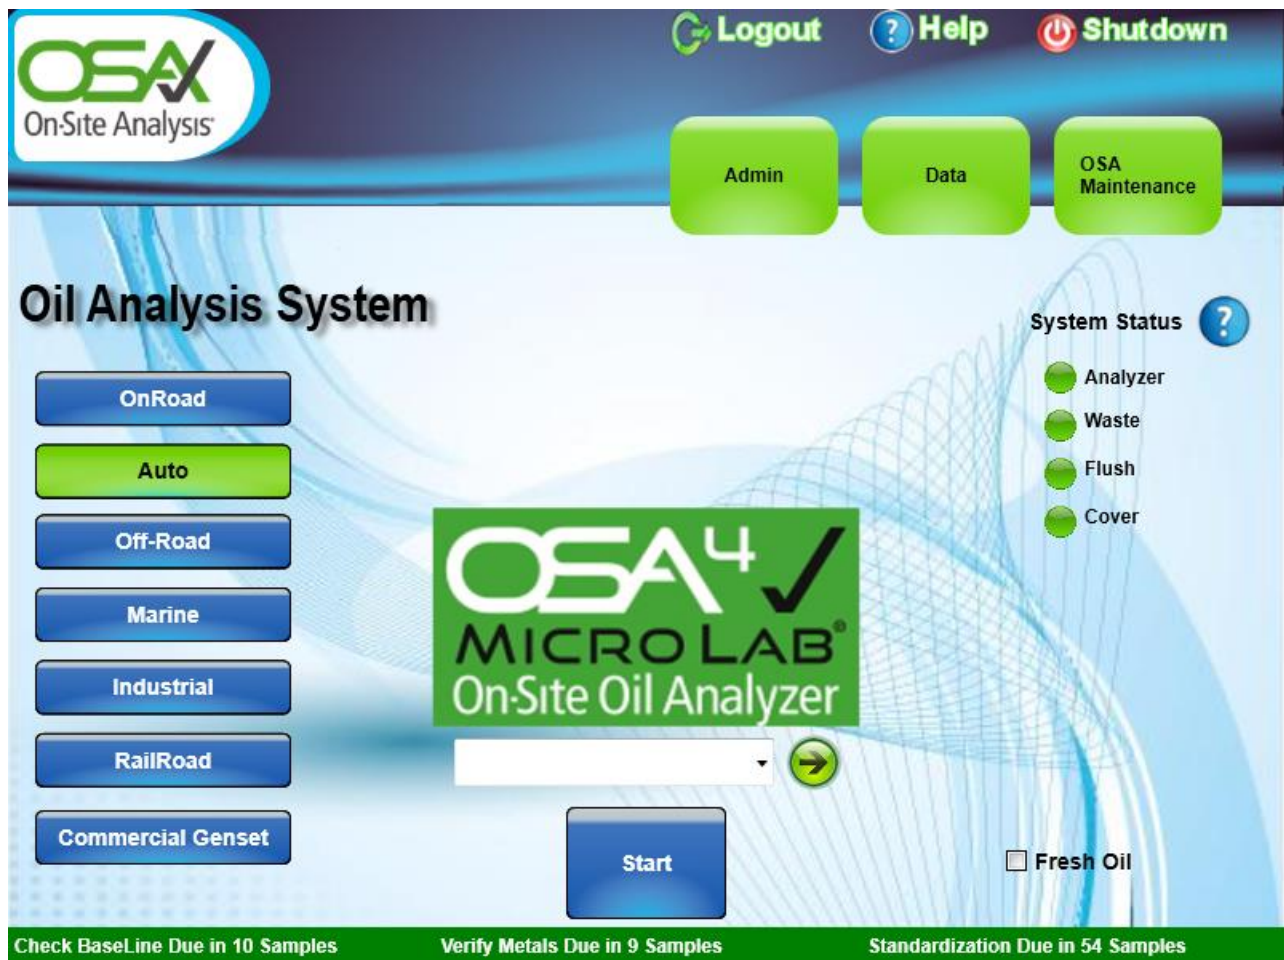 OSA
On-Site Analysis
Logout
Help
Shutdown
Admin
Data
OSA
Maintenance
Oil Analysis System
System Status
Analyzer
Waste
Flush
Cover
OnRoad
Auto
Off-Road
Marine
Industrial
RailRoad
Commercial Genset
OSA4
MICROLAB®
On-Site Oil Analyzer
Start
Fresh Oil
Check BaseLine Due in 10 Samples
Verify Metals Due in 9 Samples
Standardization Due in 54 Samples